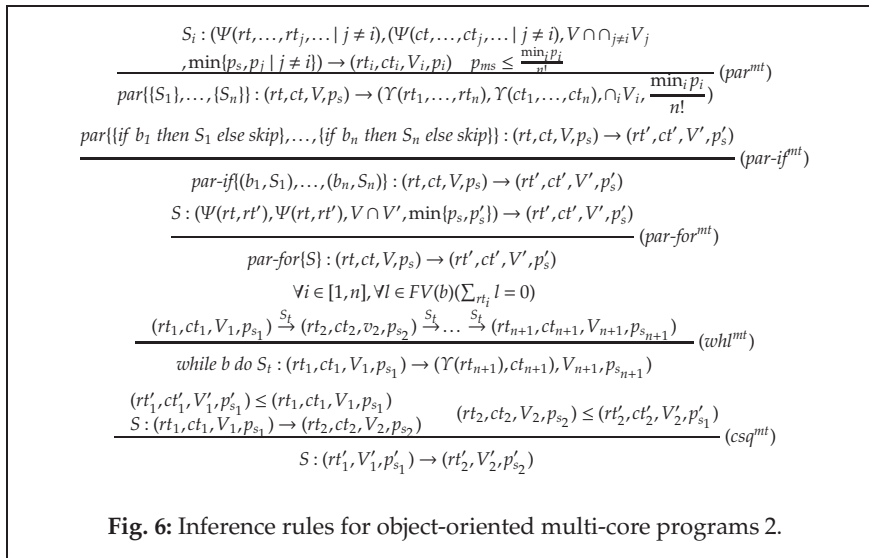 S_i : (Ψ(rt,…,rt_j,… | j ≠ i),(Ψ(ct,…,ct_j,… | j ≠ i),V ∩ ∩_{j≠i} V_j
,min{p_s,p_j | j ≠ i}) → (rt_i,ct_i,V_i,p_i)   p_{ms} ≤ \frac{min_i p_i}{n!}
(par^{mt})
par{{S_1},…,{S_n}} : (rt,ct,V,p_s) → (ϒ(rt_1,…,rt_n),ϒ(ct_1,…,ct_n),∩_i V_i, \frac{min_i p_i}{n!})
par{{if b_1 then S_1 else skip},…,{if b_n then S_n else skip}} : (rt,ct,V,p_s) → (rt′,ct′,V′,p′_s)
(par-if^{mt})
par-if{(b_1,S_1),…,(b_n,S_n)} : (rt,ct,V,p_s) → (rt′,ct′,V′,p′_s)
S : (Ψ(rt,rt′),Ψ(rt,rt′),V ∩ V′,min{p_s,p′_s}) → (rt′,ct′,V′,p′_s)
(par-for^{mt})
par-for{S} : (rt,ct,V,p_s) → (rt′,ct′,V′,p′_s)
∀i ∈ [1,n],∀l ∈ FV(b)(∑_{rt_i} l = 0)
(rt_1,ct_1,V_1,p_{s_1}) \xrightarrow{S_t} (rt_2,ct_2,v_2,p_{s_2}) \xrightarrow{S_t} … \xrightarrow{S_t} (rt_{n+1},ct_{n+1},V_{n+1},p_{s_{n+1}})
(whl^{mt})
while b do S_t : (rt_1,ct_1,V_1,p_{s_1}) → (ϒ(rt_{n+1}),ct_{n+1}),V_{n+1},p_{s_{n+1}})
(rt′_1,ct′_1,V′_1,p′_{s_1}) ≤ (rt_1,ct_1,V_1,p_{s_1})
S : (rt_1,ct_1,V_1,p_{s_1}) → (rt_2,ct_2,V_2,p_{s_2})   (rt_2,ct_2,V_2,p_{s_2}) ≤ (rt′_2,ct′_2,V′_2,p′_{s_1})
(csq^{mt})
S : (rt′_1,V′_1,p′_{s_1}) → (rt′_2,V′_2,p′_{s_2})
Fig. 6: Inference rules for object-oriented multi-core programs 2.